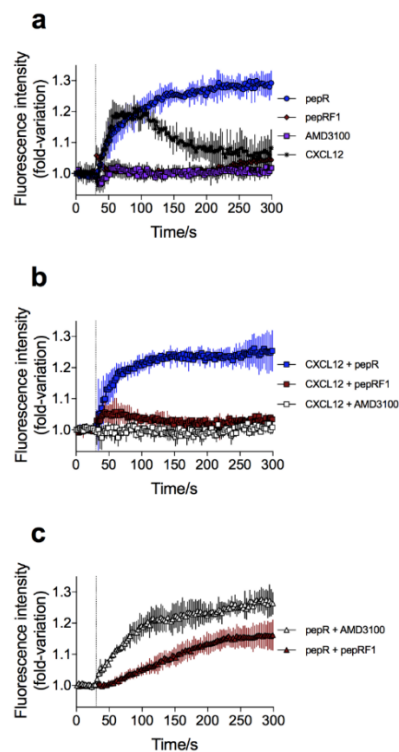 a
Fluorescence intensity
(fold-variation)
1.3
1.2
1.1
1.0
0 50 100 150 200 250 300
Time/s
pepR
pepRF1
AMD3100
CXCL12
b
Fluorescence intensity
(fold-variation)
1.3
1.2
1.1
1.0
0 50 100 150 200 250 300
Time/s
CXCL12 + pepR
CXCL12 + pepRF1
CXCL12 + AMD3100
c
Fluorescence intensity
(fold-variation)
1.3
1.2
1.1
1.0
0 50 100 150 200 250 300
Time/s
pepR + AMD3100
pepR + pepRF1